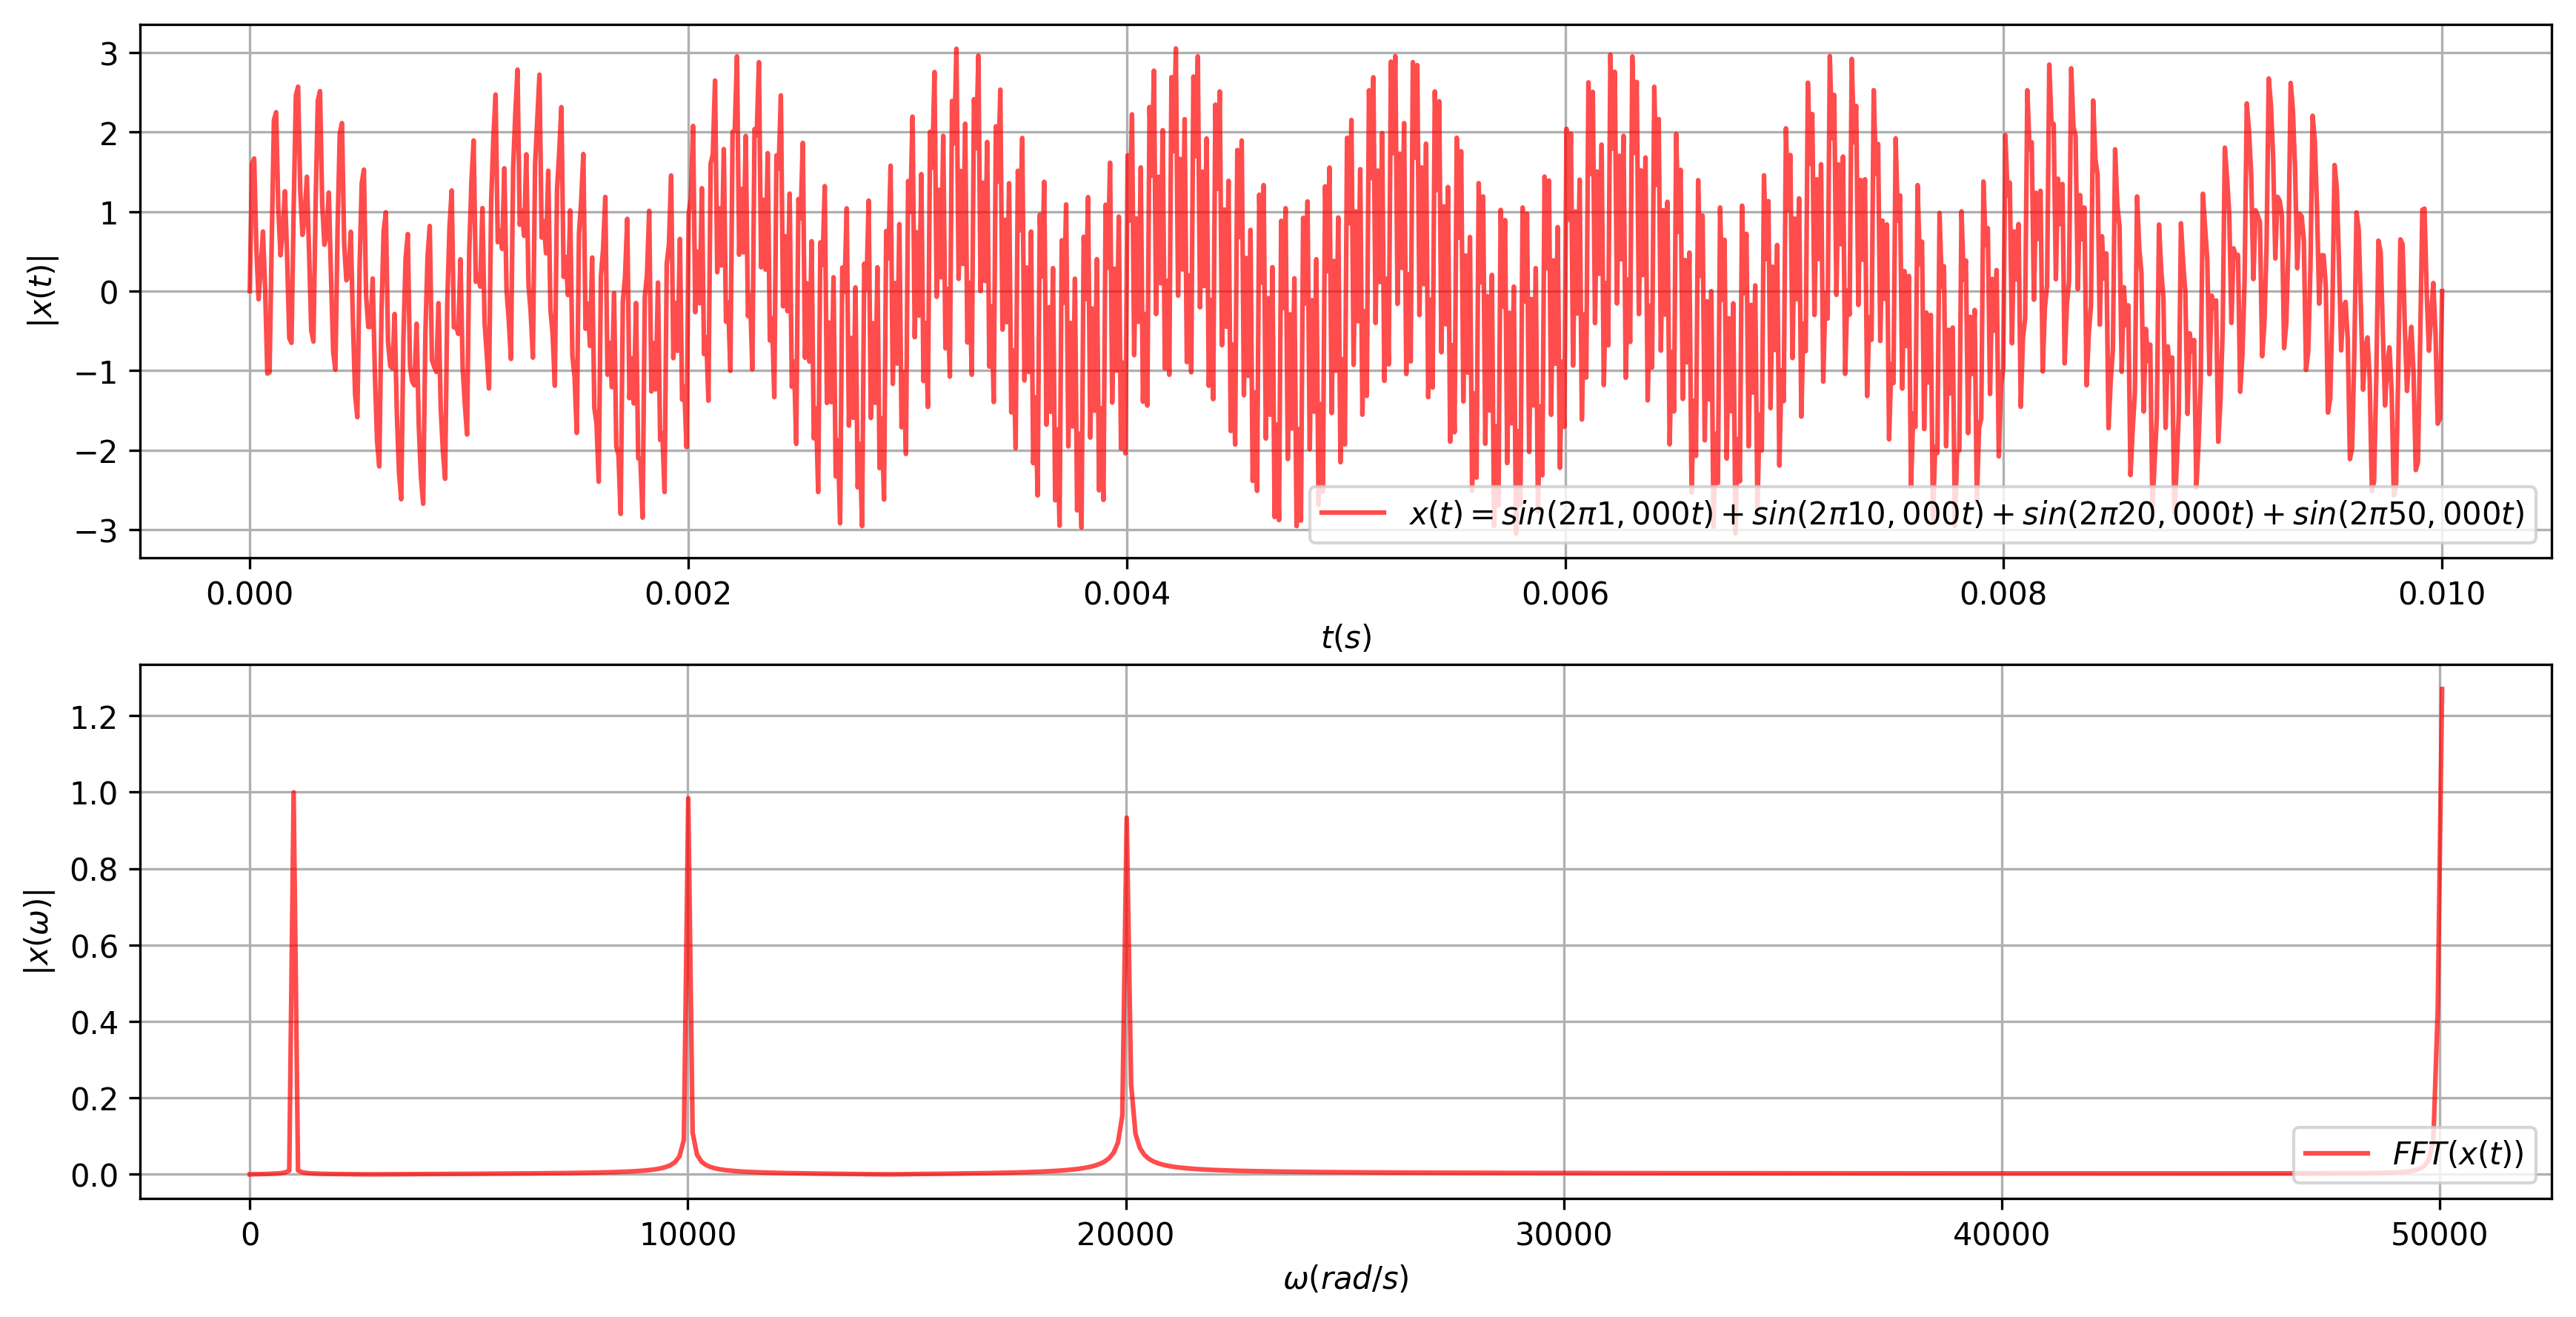 |x(t)|
3
2
1
0
−1
−2
−3
x(t) = sin(2π1, 000t) + sin(2π10, 000t) + sin(2π20, 000t) + sin(2π50, 000t)
0.000 0.002 0.004 0.006 0.008 0.010
t(s)
|x(ω)|
1.2
1.0
0.8
0.6
0.4
0.2
0.0
FFT(x(t))
0 10000 20000 30000 40000 50000
ω(rad/s)